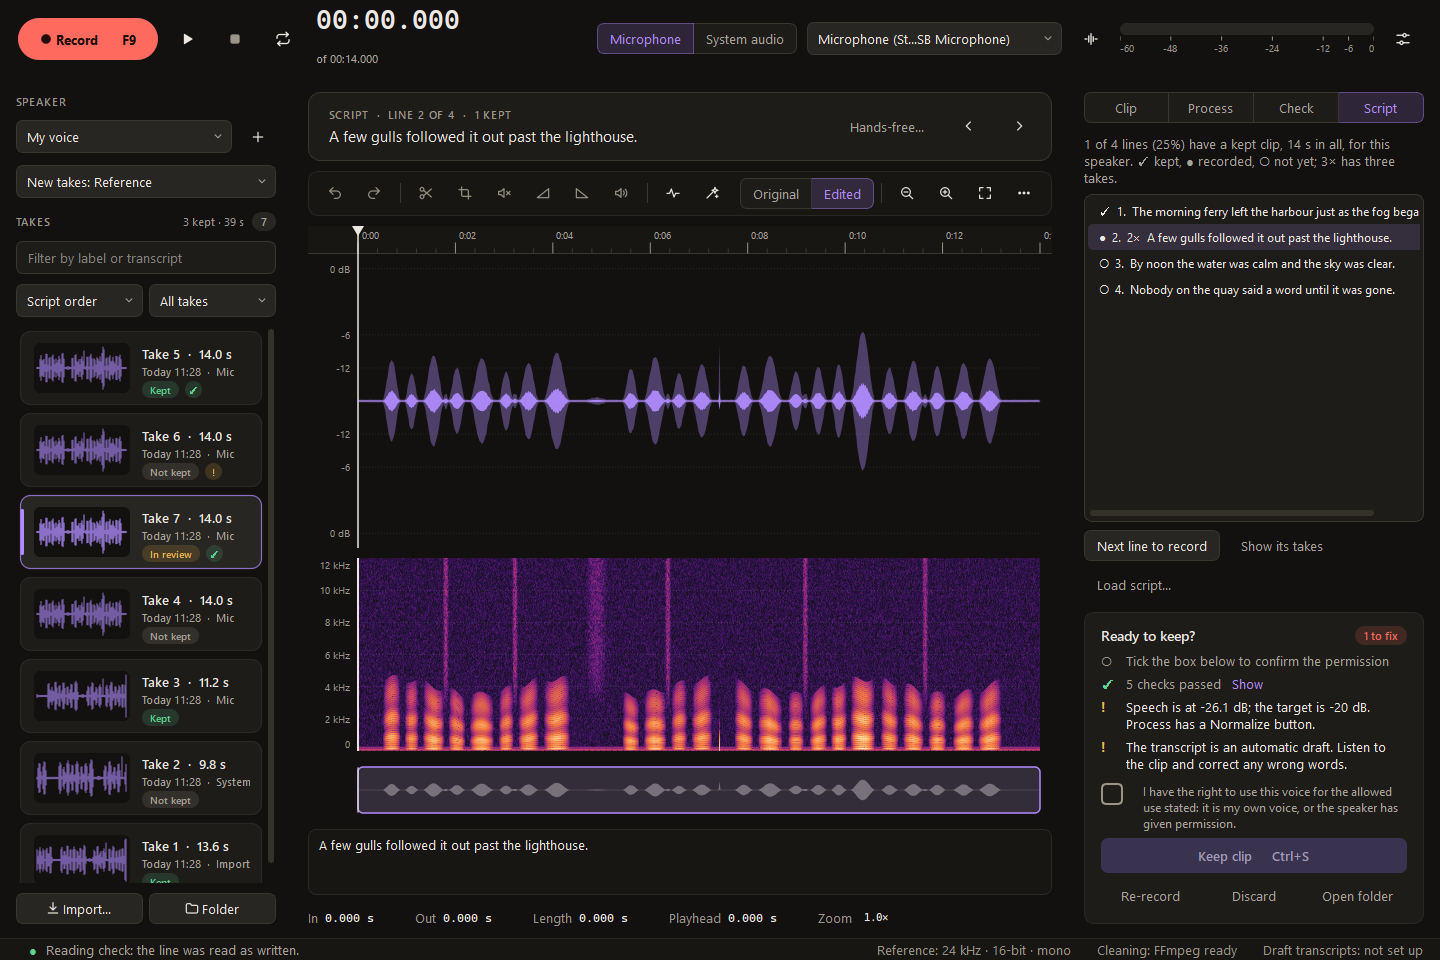 Record F9
00:00.000
of 00:14.000
Microphone
System audio
Microphone (St...SB Microphone)
-60 -48 -36 -24 -12 -6 0
SPEAKER
My voice
New takes: Reference
TAKES 3 kept · 39 s 7
Filter by label or transcript
Script order
All takes
Take 5 · 14.0 s
Today 11:28 · Mic
Kept
Take 6 · 14.0 s
Today 11:28 · Mic
Not kept !
Take 7 · 14.0 s
Today 11:28 · Mic
In review
Take 4 · 14.0 s
Today 11:28 · Mic
Not kept
Take 3 · 11.2 s
Today 11:28 · Mic
Kept
Take 2 · 9.8 s
Today 11:28 · System
Not kept
Take 1 · 13.6 s
Today 11:28 · Import
Kept
Import...
Folder
SCRIPT · LINE 2 OF 4 · 1 KEPT
A few gulls followed it out past the lighthouse.
Hands-free...
Original
Edited
0:00 0:02 0:04 0:06 0:08 0:10 0:12 0:
0 dB
-6
-12
-12
-6
0 dB
12 kHz
10 kHz
8 kHz
6 kHz
4 kHz
2 kHz
0
A few gulls followed it out past the lighthouse.
In 0.000 s Out 0.000 s Length 0.000 s Playhead 0.000 s Zoom 1.0×
Clip
Process
Check
Script
1 of 4 lines (25%) have a kept clip, 14 s in all, for this
speaker. ✓ kept, ● recorded, ○ not yet; 3× has three
takes.
✓ 1. The morning ferry left the harbour just as the fog bega
● 2. 2× A few gulls followed it out past the lighthouse.
○ 3. By noon the water was calm and the sky was clear.
○ 4. Nobody on the quay said a word until it was gone.
Next line to record
Show its takes
Load script...
Ready to keep? 1 to fix
○ Tick the box below to confirm the permission
✓ 5 checks passed Show
! Speech is at -26.1 dB; the target is -20 dB.
Process has a Normalize button.
! The transcript is an automatic draft. Listen to
the clip and correct any wrong words.
I have the right to use this voice for the allowed
use stated: it is my own voice, or the speaker has
given permission.
Keep clip Ctrl+S
Re-record
Discard
Open folder
● Reading check: the line was read as written.
Reference: 24 kHz · 16-bit · mono
Cleaning: FFmpeg ready
Draft transcripts: not set up